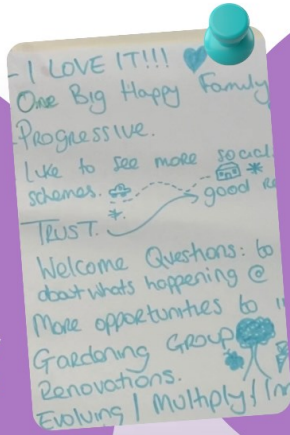 - I LOVE IT!!!
One Big Happy Family
-Progressive.
Like to see more social
schemes.
good
TRUST.
Welcome Questions: to
about whats happening @
More opportunities to
Gardening Group
Renovations.
Evolving / Multiply /